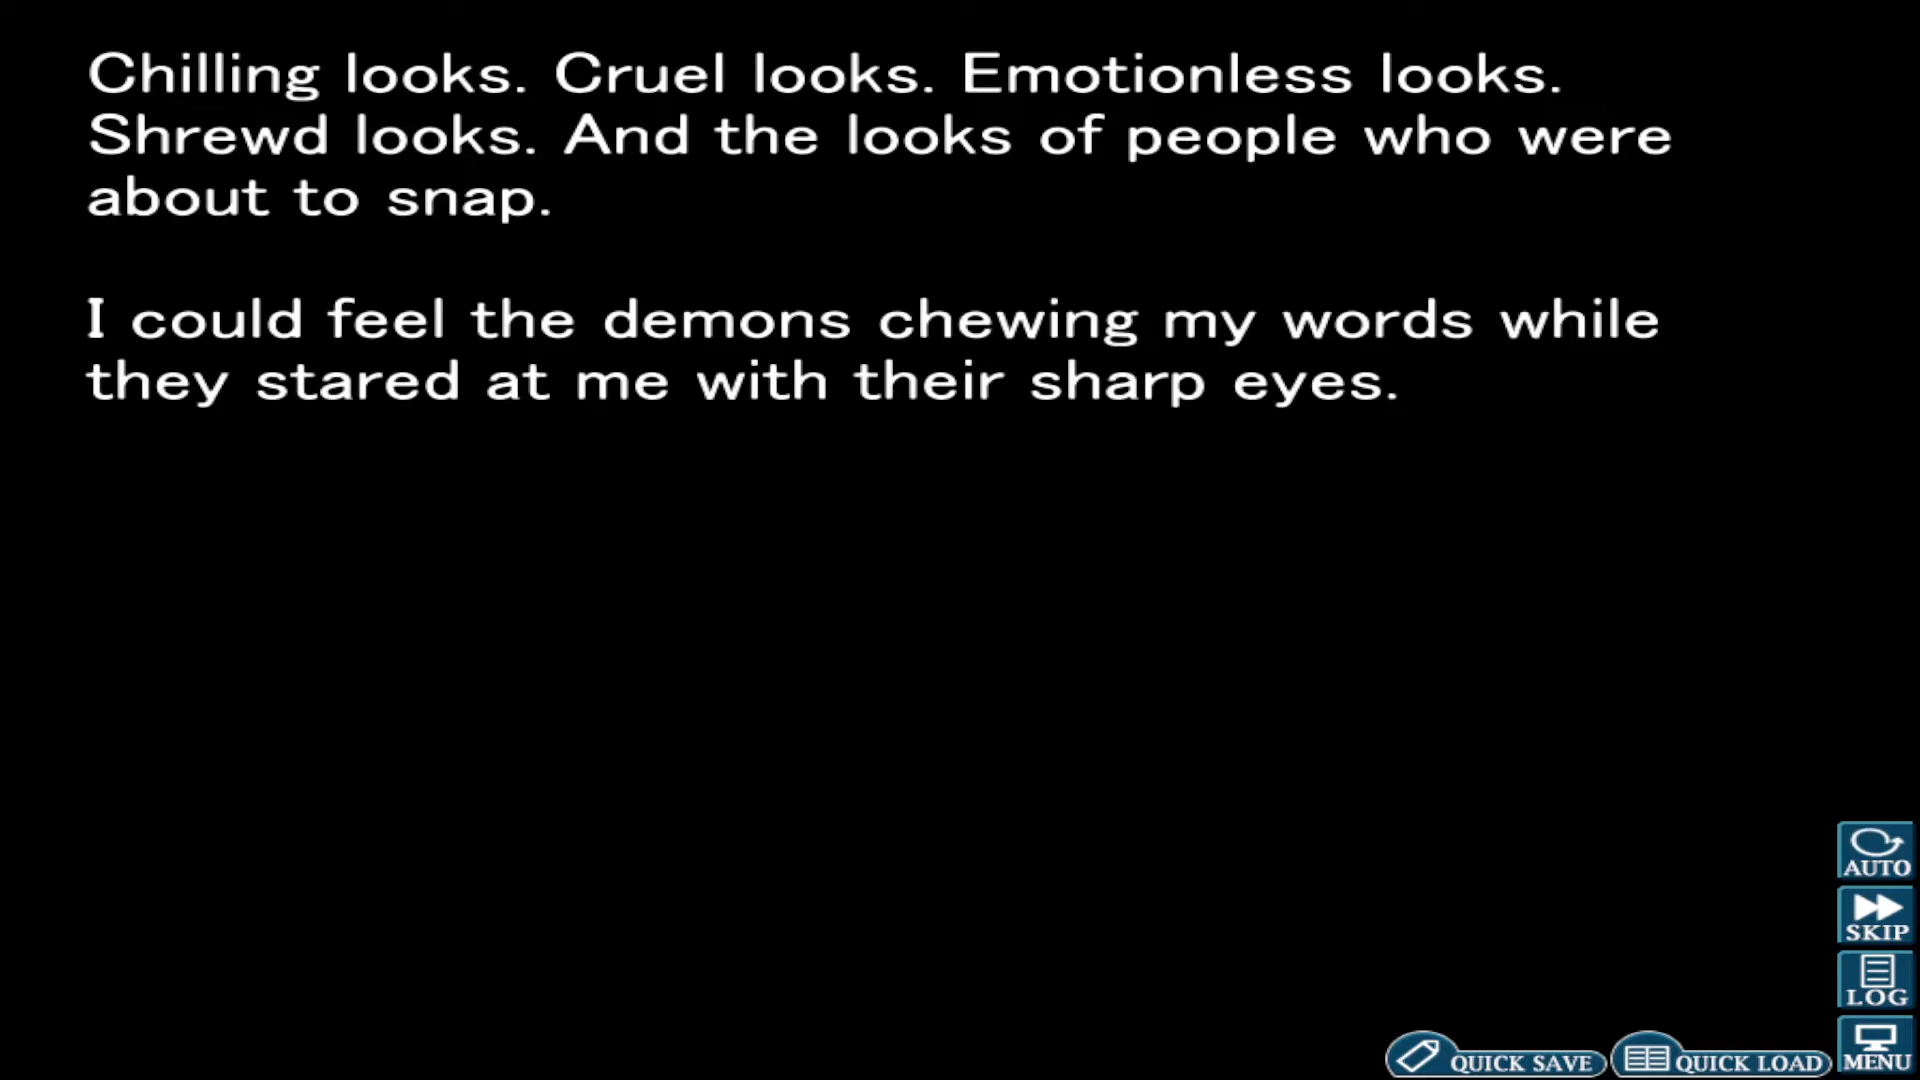 Chilling looks. Cruel looks. Emotionless looks.
Shrewd looks. And the looks of people who were
about to snap.
I could feel the demons chewing my words while
they stared at me with their sharp eyes.
AUTO
SKIP
LOG
QUICK SAVE
QUICK LOAD
MENU